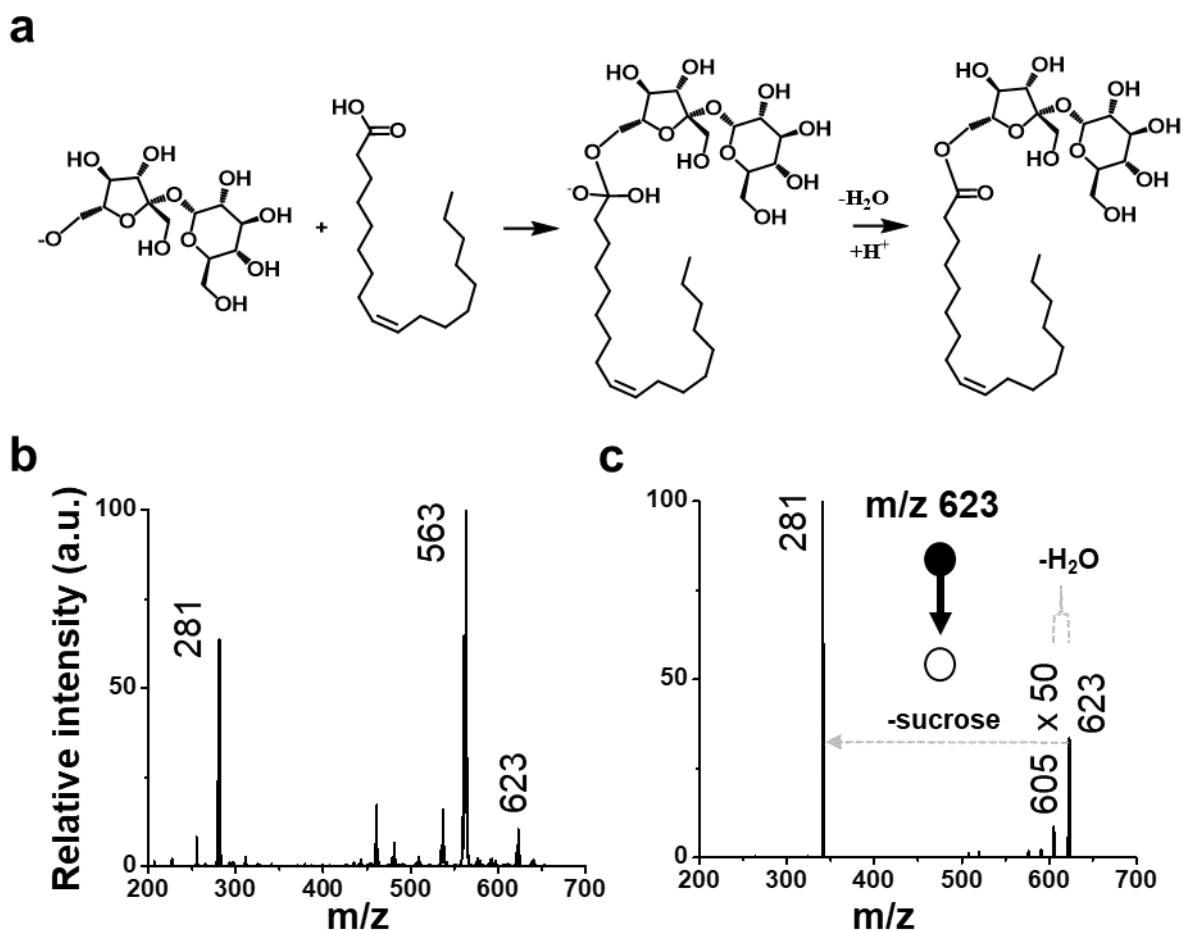 a
HO
O
HO
OH
O
OH
OH
O
-O
HO
O
OH
OH
+
HO
OH
O
OH
OH
O
O
HO
O
OH
-O
OH
OH
-H₂O
+H⁺
HO
OH
O
OH
OH
O
O
HO
O
OH
O
OH
b
Relative intensity (a.u.)
100
50
0
281
563
623
200 300 400 500 600 700
m/z
c
100
50
0
281
m/z 623
-H₂O
-sucrose
605
x 50
623
200 300 400 500 600 700
m/z